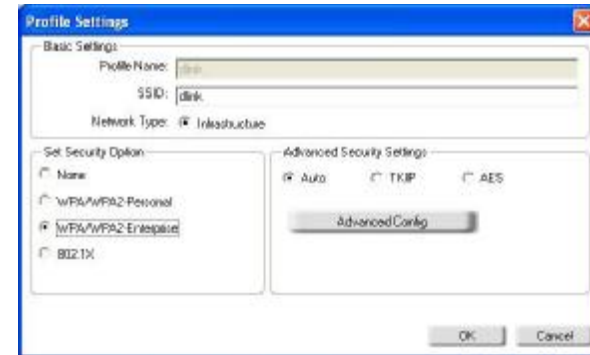 Profile Settings
Basic Settings
Profile Name: dlink
SSID: dlink
Network Type: Infrastructure
Set Security Option
None
WPA/WPA2-Personal
WPA/WPA2-Enterprise
802.1X
Advanced Security Settings
Auto TKIP AES
Advanced Config
OK Cancel